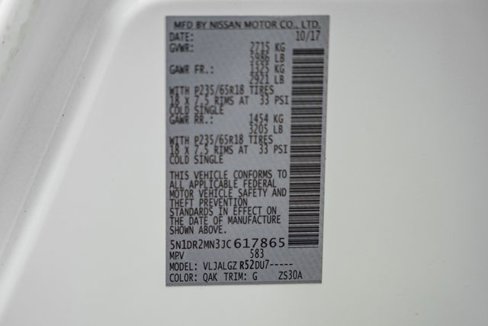 MFD BY NISSAN MOTOR CO., LTD.
DATE: 10/17
GVWR: 2715 KG
5986 LB
GAWR FR.: 1325 KG
2921 LB
WITH P235/65R18 TIRES
18 X 7.5 RIMS AT 33 PSI
COLD SINGLE
GAWR RR.: 1454 KG
3205 LB
WITH P235/65R18 TIRES
18 X 7.5 RIMS AT 33 PSI
COLD SINGLE
THIS VEHICLE CONFORMS TO
ALL APPLICABLE FEDERAL
MOTOR VEHICLE SAFETY AND
THEFT PREVENTION
STANDARDS IN EFFECT ON
THE DATE OF MANUFACTURE
SHOWN ABOVE.
5N1DR2MN3JC617865
MPV 583
MODEL: VLJALGZ R52DU7-----
COLOR: QAK TRIM: G ZS30A